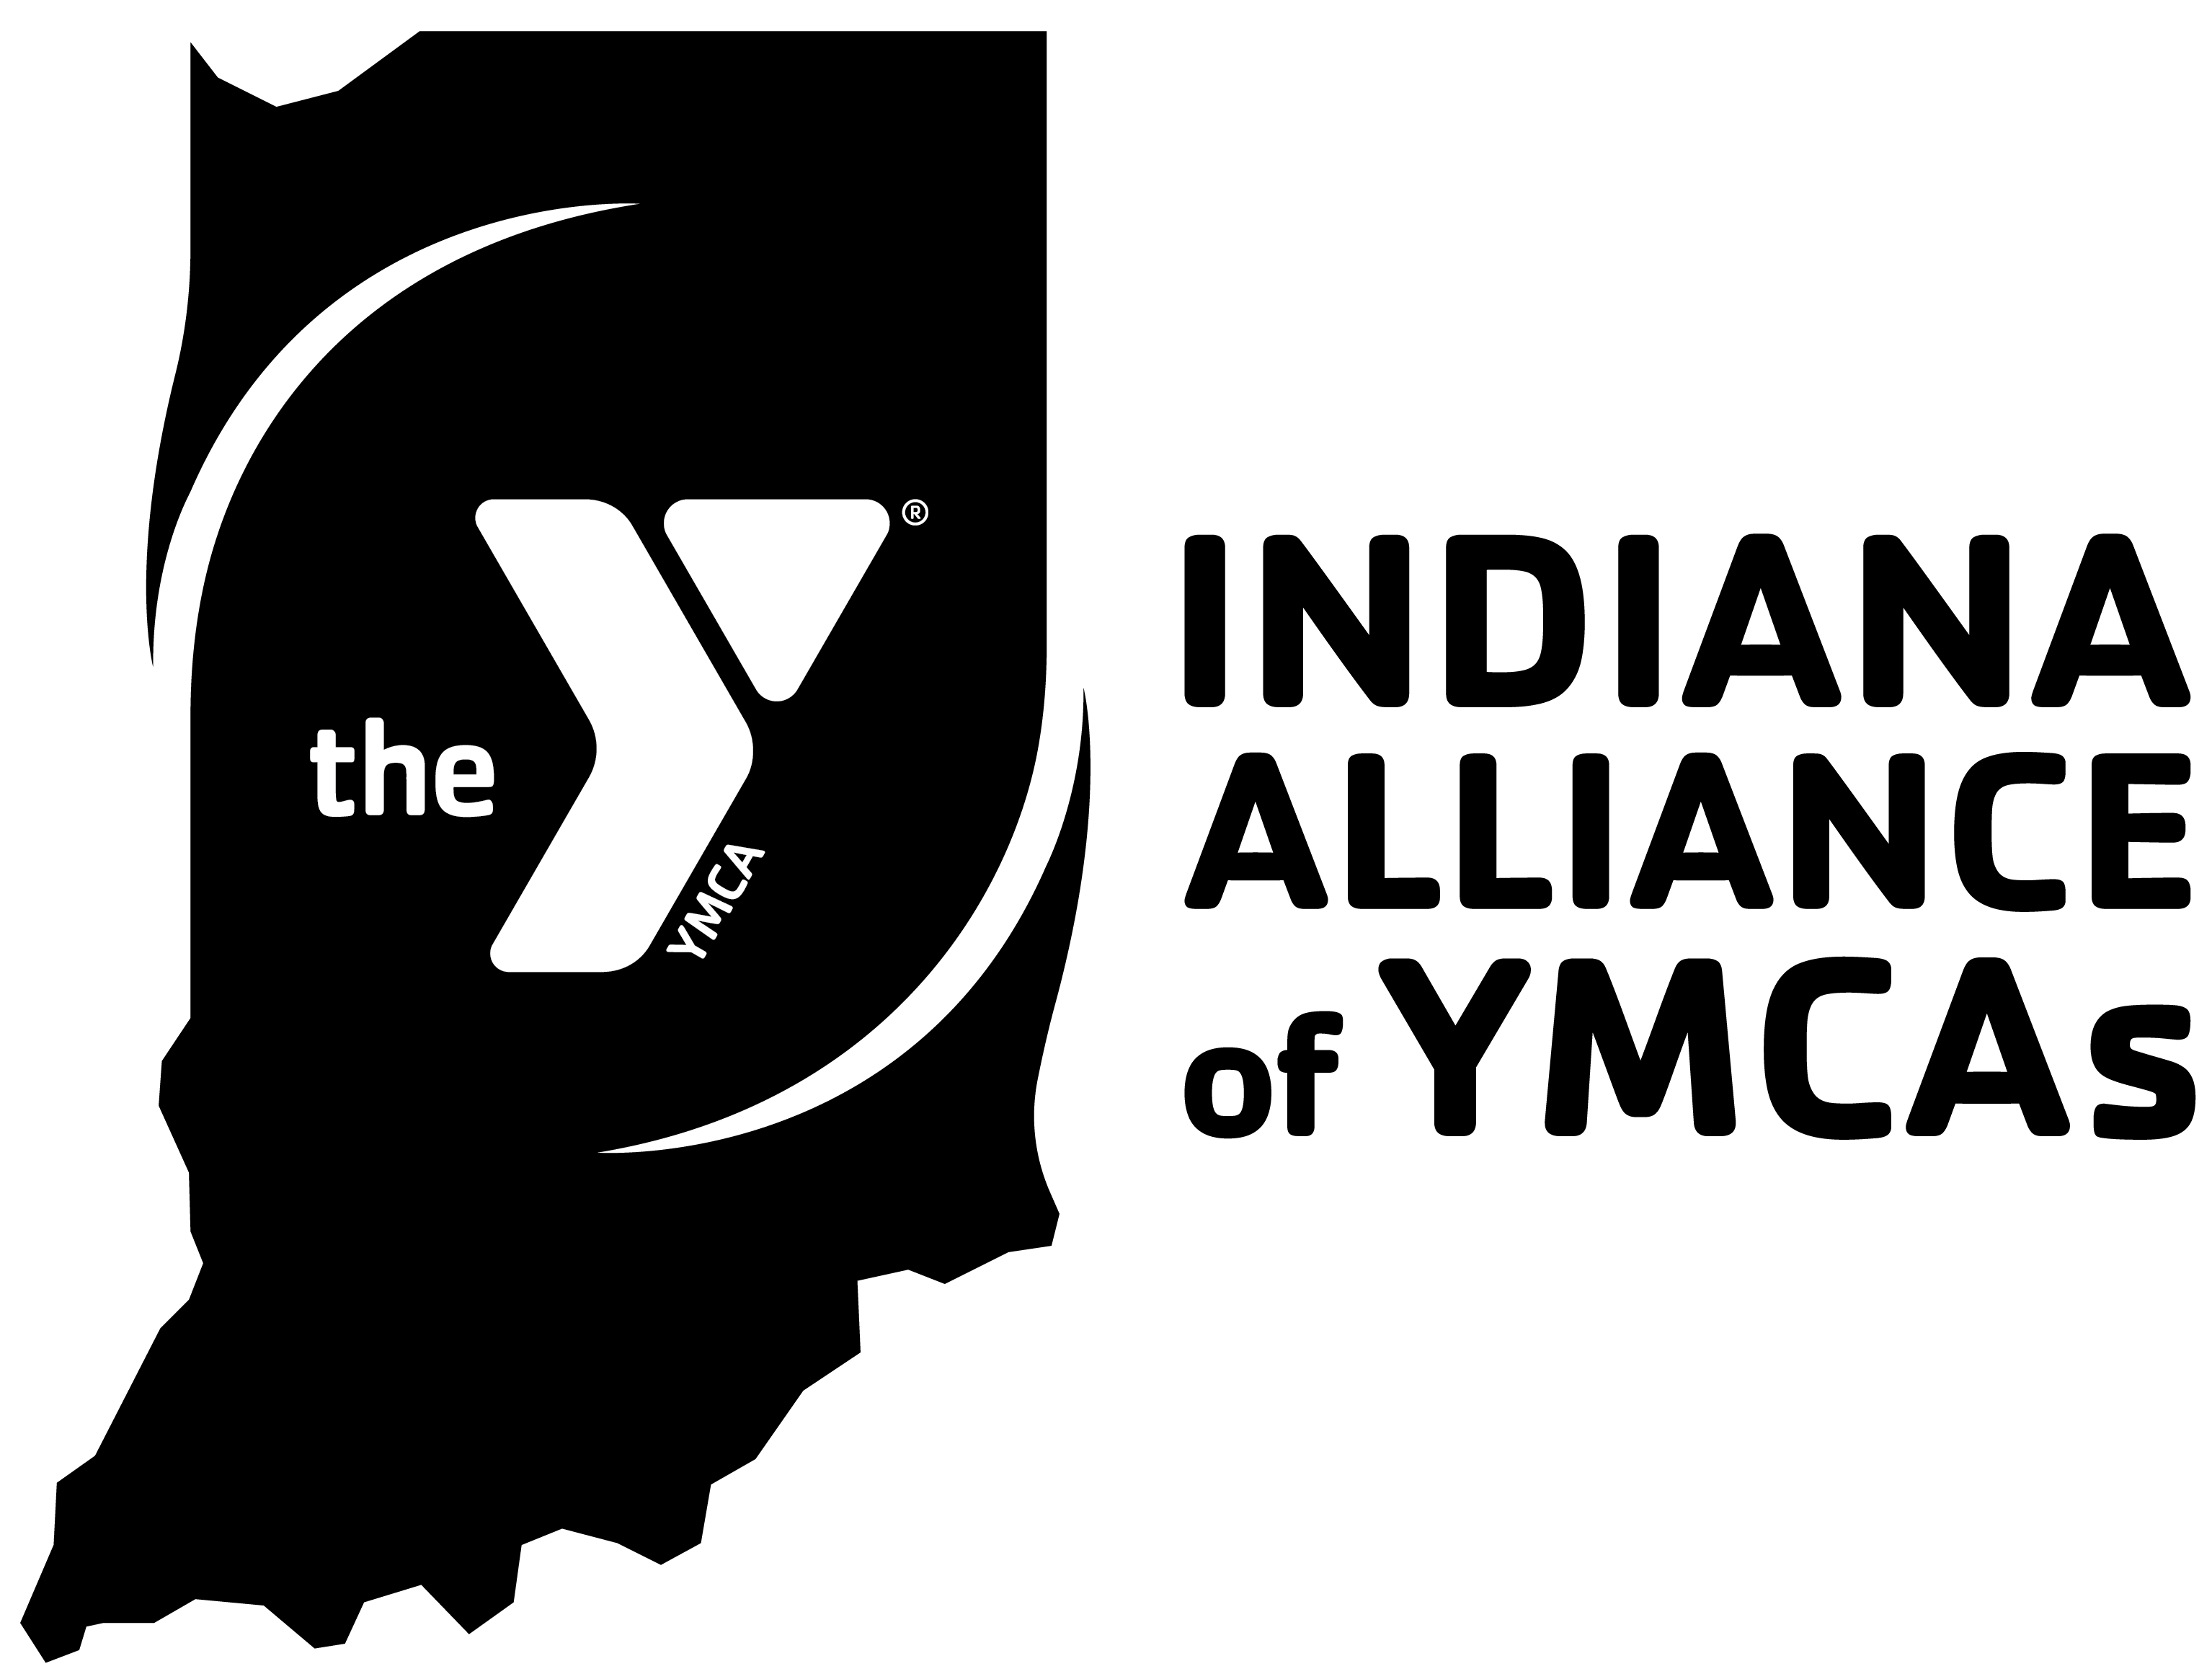 the
Y®
YMCA
INDIANA
ALLIANCE
of YMCAs